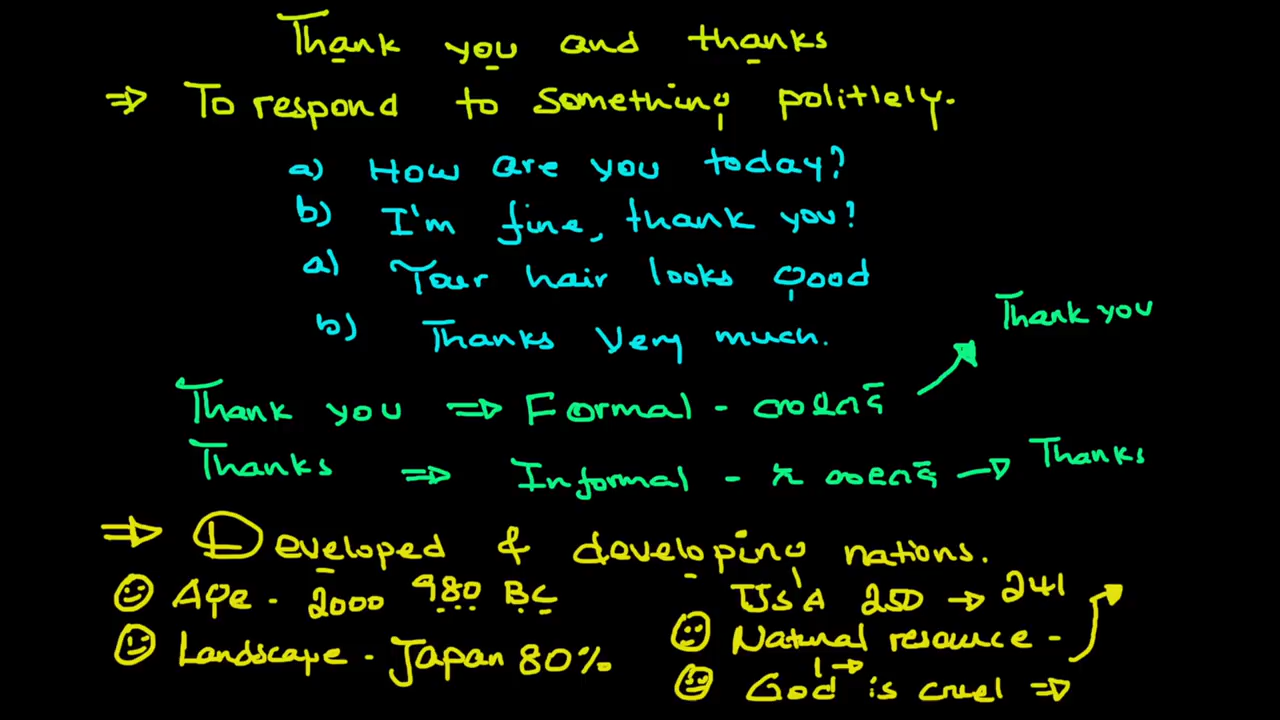 Thank you and thanks
⇒ To respond to something politlely.
a) How are you today?
b) I'm fine, thank you?
a) Your hair looks good
b) Thanks very much.
Thank you
Thank you ⇒ Formal -
Thanks ⇒ Informal - → Thanks
⇒ Developed & developing nations.
Age - 2000 980 BC
USA 250 → 241
Landscape - Japan 80%
Natural resource -
God is cruel ⇒